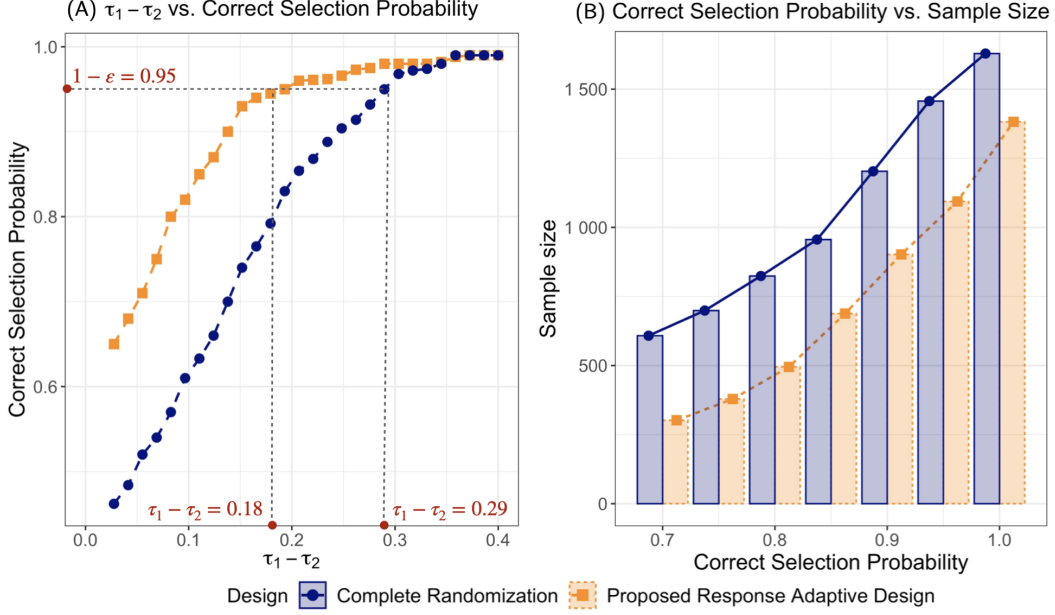 (A) τ₁ − τ₂ vs. Correct Selection Probability
Correct Selection Probability
1.0
0.8
0.6
1 − ε = 0.95
τ₁ − τ₂ = 0.18
τ₁ − τ₂ = 0.29
0.0 0.1 0.2 0.3 0.4
τ₁ − τ₂
(B) Correct Selection Probability vs. Sample Size
Sample size
1 500
1 000
500
0
0.7 0.8 0.9 1.0
Correct Selection Probability
Design Complete Randomization Proposed Response Adaptive Design